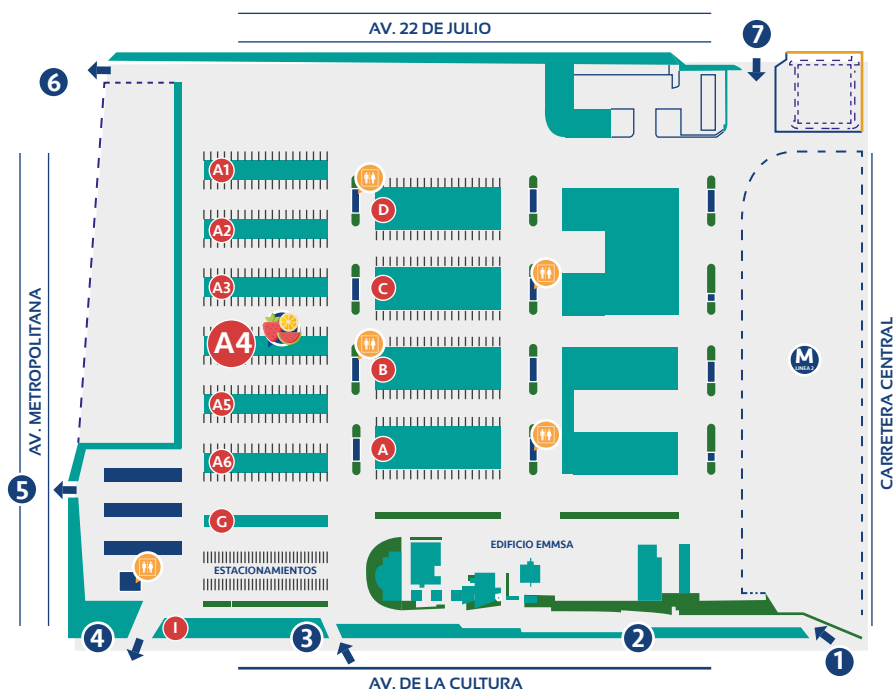 AV. 22 DE JULIO
7
6
A1
D
A2
A3
C
A4
B
M
LINEA 2
A5
A
A6
AV. METROPOLITANA
CARRETERA CENTRAL
5
G
EDIFICIO EMMSA
ESTACIONAMIENTOS
4
I
3
2
1
AV. DE LA CULTURA